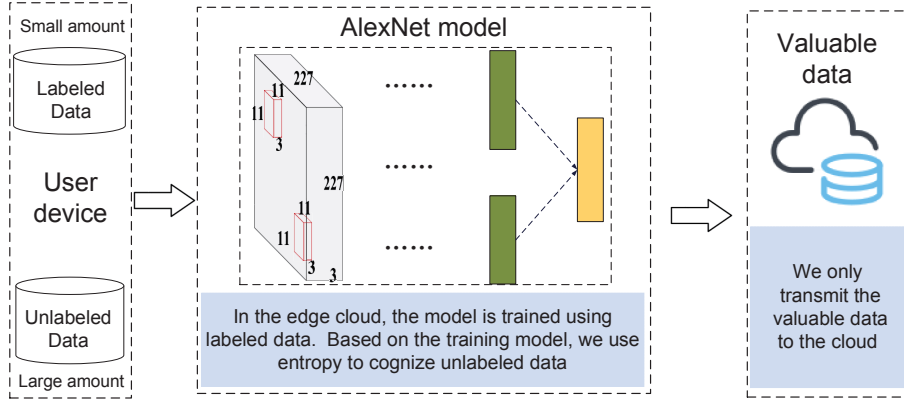 Small amount
Labeled
Data
User
device
Unlabeled
Data
Large amount
AlexNet model
227
11
11
3
227
11
11
3
3
......
......
......
In the edge cloud, the model is trained using
labeled data. Based on the training model, we use
entropy to cognize unlabeled data
Valuable
data
We only
transmit the
valuable data
to the cloud